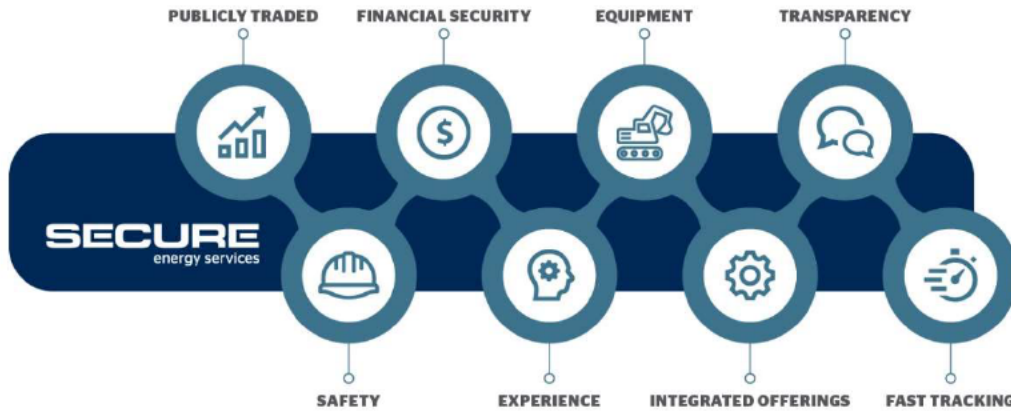 PUBLICLY TRADED
FINANCIAL SECURITY
EQUIPMENT
TRANSPARENCY
$
SECURE
energy services
SAFETY
EXPERIENCE
INTEGRATED OFFERINGS
FAST TRACKING